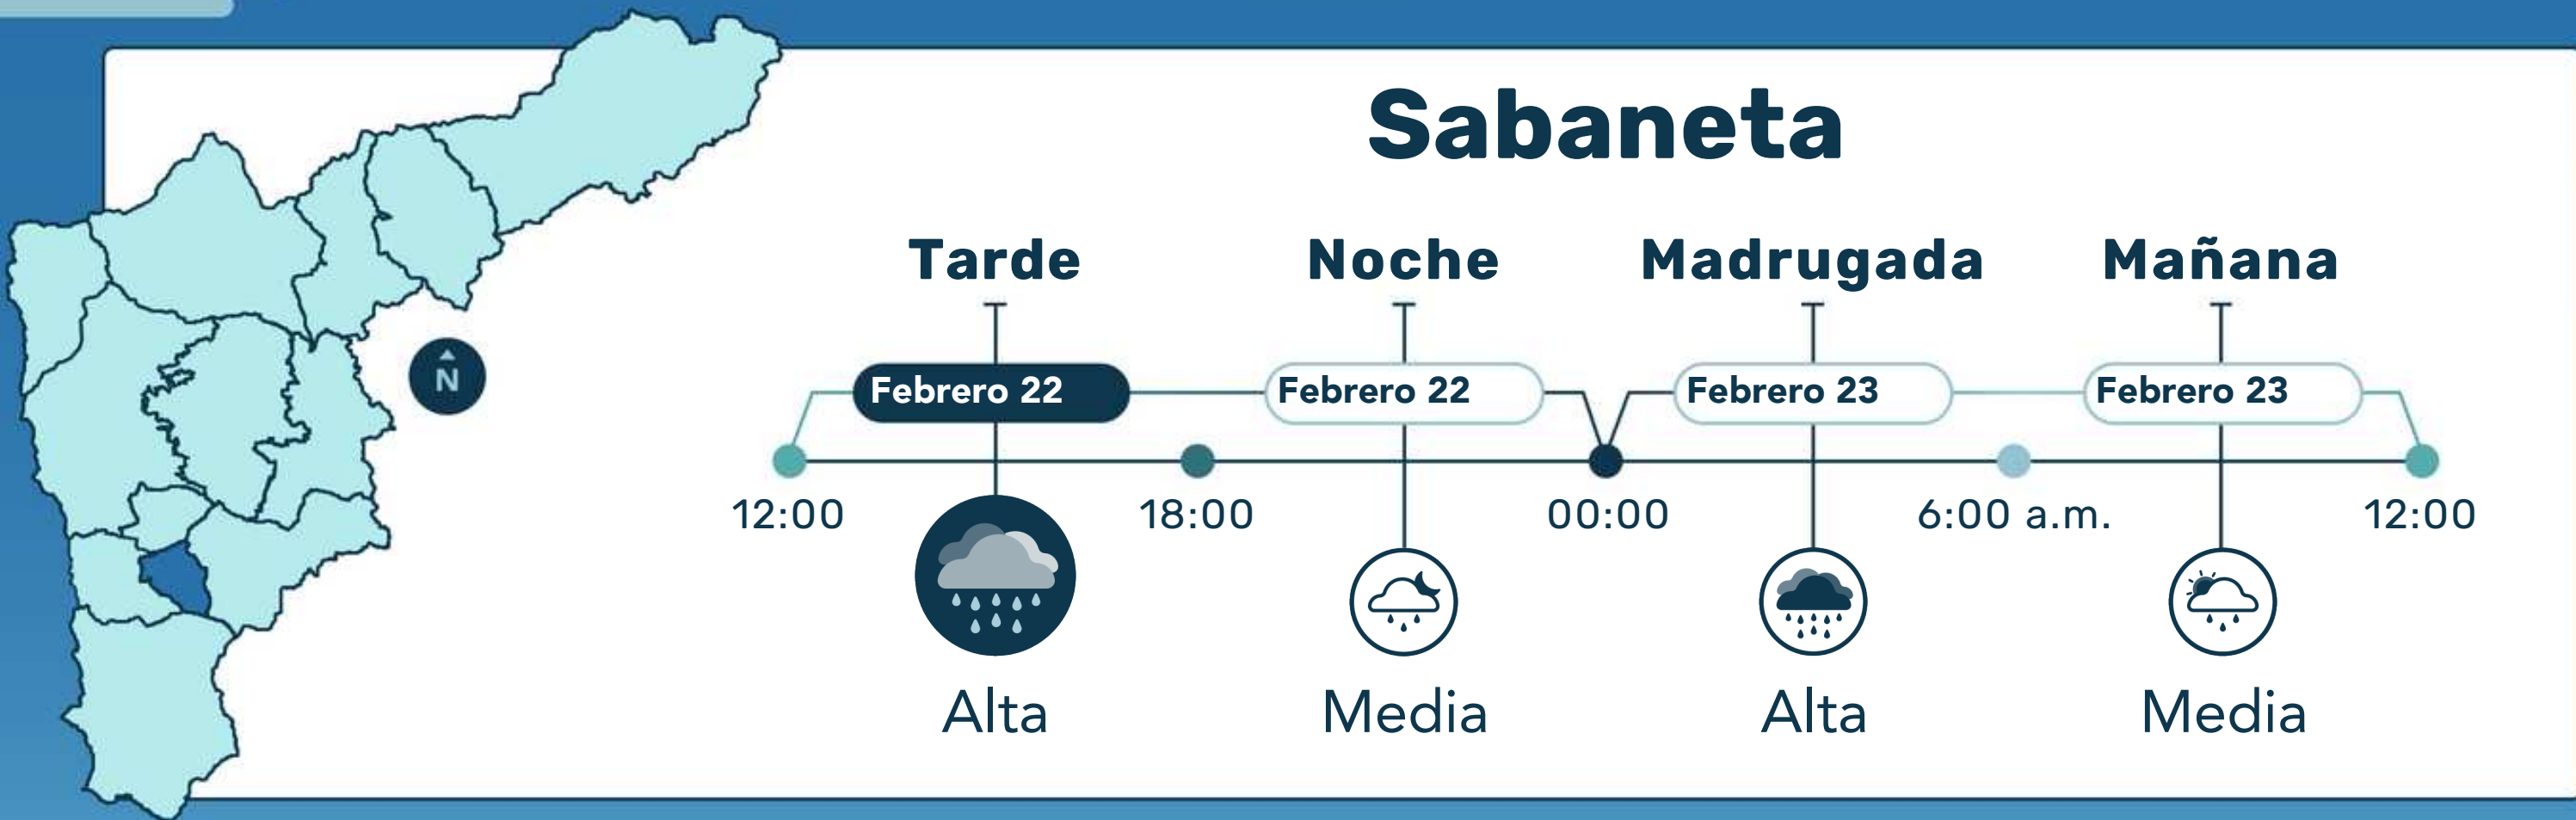 Sabaneta
Tarde
Noche
Madrugada
Mañana
Febrero 22
Febrero 22
Febrero 23
Febrero 23
N
12:00
18:00
00:00
6:00 a.m.
12:00
Alta
Media
Alta
Media